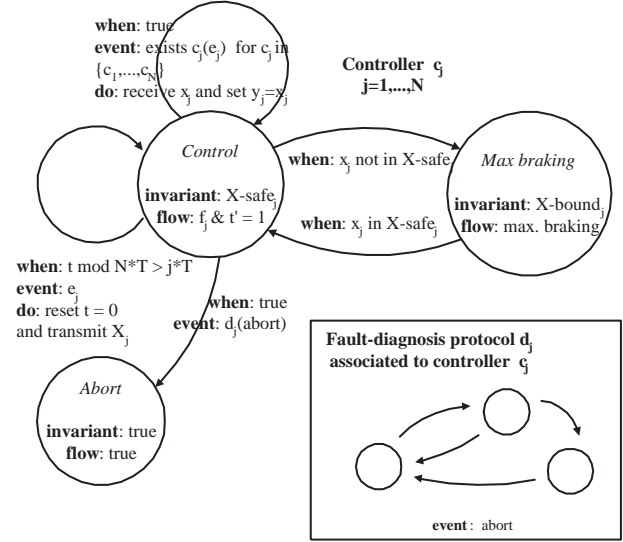 when: true
event: exists c_j(e_j) for c_j in
{c_1,...,c_N}
do: receive x_j and set y_j=x_j
Controller c_j
j=1,...,N
Control
invariant: X-safe_j
flow: f_j & t' = 1
when: x_j not in X-safe_j
when: x_j in X-safe_j
Max braking
invariant: X-bound_j
flow: max. braking
when: t mod N*T > j*T
event: e_j
do: reset t = 0
and transmit X_j
when: true
event: d_j(abort)
Abort
invariant: true
flow: true
Fault-diagnosis protocol d_j
associated to controller c_j
event: abort